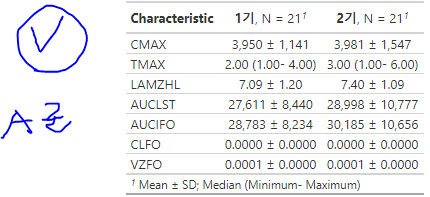 V
A군
Characteristic 1기, N = 21¹ 2기, N = 21¹
CMAX 3,950 ± 1,141 3,981 ± 1,547
TMAX 2.00 (1.00- 4.00) 3.00 (1.00- 6.00)
LAMZHL 7.09 ± 1.20 7.40 ± 1.09
AUCLST 27,611 ± 8,440 28,998 ± 10,777
AUCIFO 28,783 ± 8,234 30,185 ± 10,656
CLFO 0.0000 ± 0.0000 0.0000 ± 0.0000
VZFO 0.0001 ± 0.0000 0.0001 ± 0.0000
¹ Mean ± SD; Median (Minimum- Maximum)